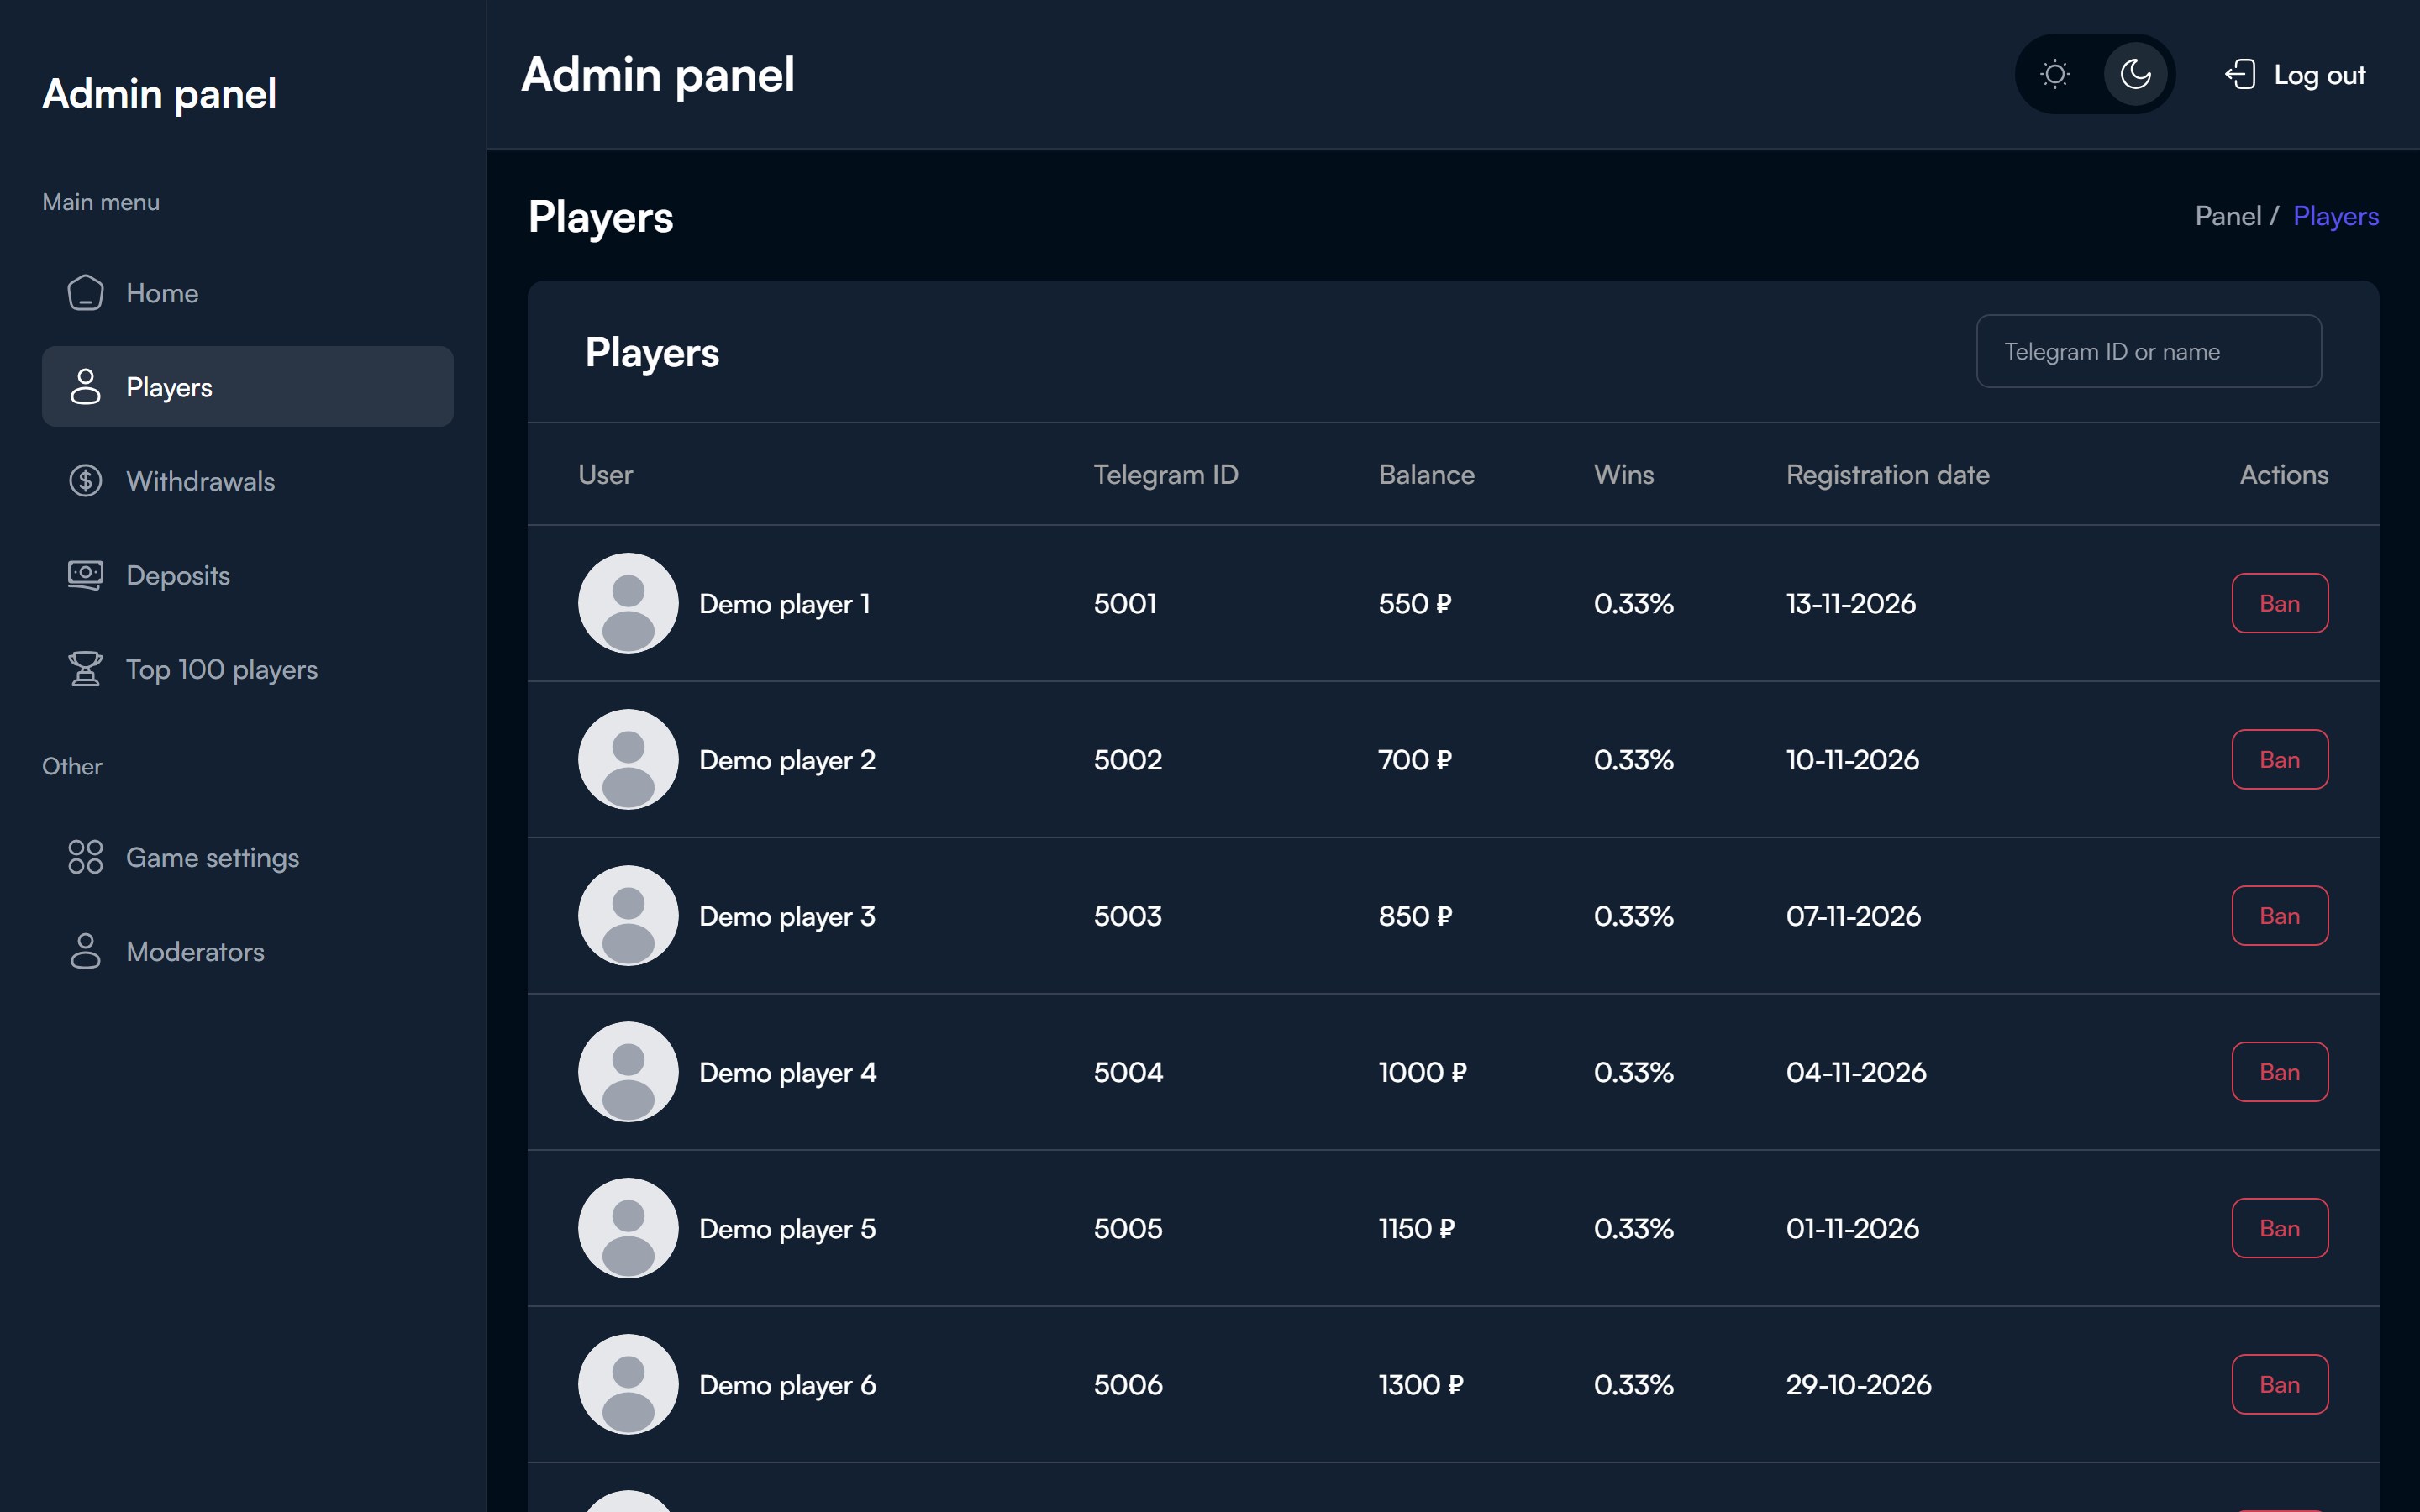 Admin panel
Main menu
Home
Players
Withdrawals
Deposits
Top 100 players
Other
Game settings
Moderators
Admin panel
Log out
Players
Panel / Players
Players
Telegram ID or name
User Telegram ID Balance Wins Registration date Actions
Demo player 1 5001 550 ₽ 0.33% 13-11-2026 Ban
Demo player 2 5002 700 ₽ 0.33% 10-11-2026 Ban
Demo player 3 5003 850 ₽ 0.33% 07-11-2026 Ban
Demo player 4 5004 1000 ₽ 0.33% 04-11-2026 Ban
Demo player 5 5005 1150 ₽ 0.33% 01-11-2026 Ban
Demo player 6 5006 1300 ₽ 0.33% 29-10-2026 Ban